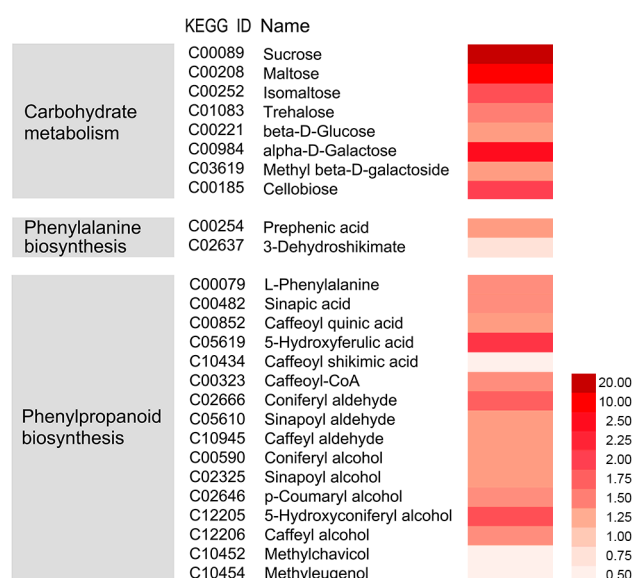 KEGG ID Name
Carbohydrate
metabolism
C00089 Sucrose
C00208 Maltose
C00252 Isomaltose
C01083 Trehalose
C00221 beta-D-Glucose
C00984 alpha-D-Galactose
C03619 Methyl beta-D-galactoside
C00185 Cellobiose
Phenylalanine
biosynthesis
C00254 Prephenic acid
C02637 3-Dehydroshikimate
Phenylpropanoid
biosynthesis
C00079 L-Phenylalanine
C00482 Sinapic acid
C00852 Caffeoyl quinic acid
C05619 5-Hydroxyferulic acid
C10434 Caffeoyl shikimic acid
C00323 Caffeoyl-CoA
C02666 Coniferyl aldehyde
C05610 Sinapoyl aldehyde
C10945 Caffeyl aldehyde
C00590 Coniferyl alcohol
C02325 Sinapoyl alcohol
C02646 p-Coumaryl alcohol
C12205 5-Hydroxyconiferyl alcohol
C12206 Caffeyl alcohol
C10452 Methylchavicol
C10454 Methyleugenol
20.00
10.00
2.50
2.25
2.00
1.75
1.50
1.25
1.00
0.75
0.50